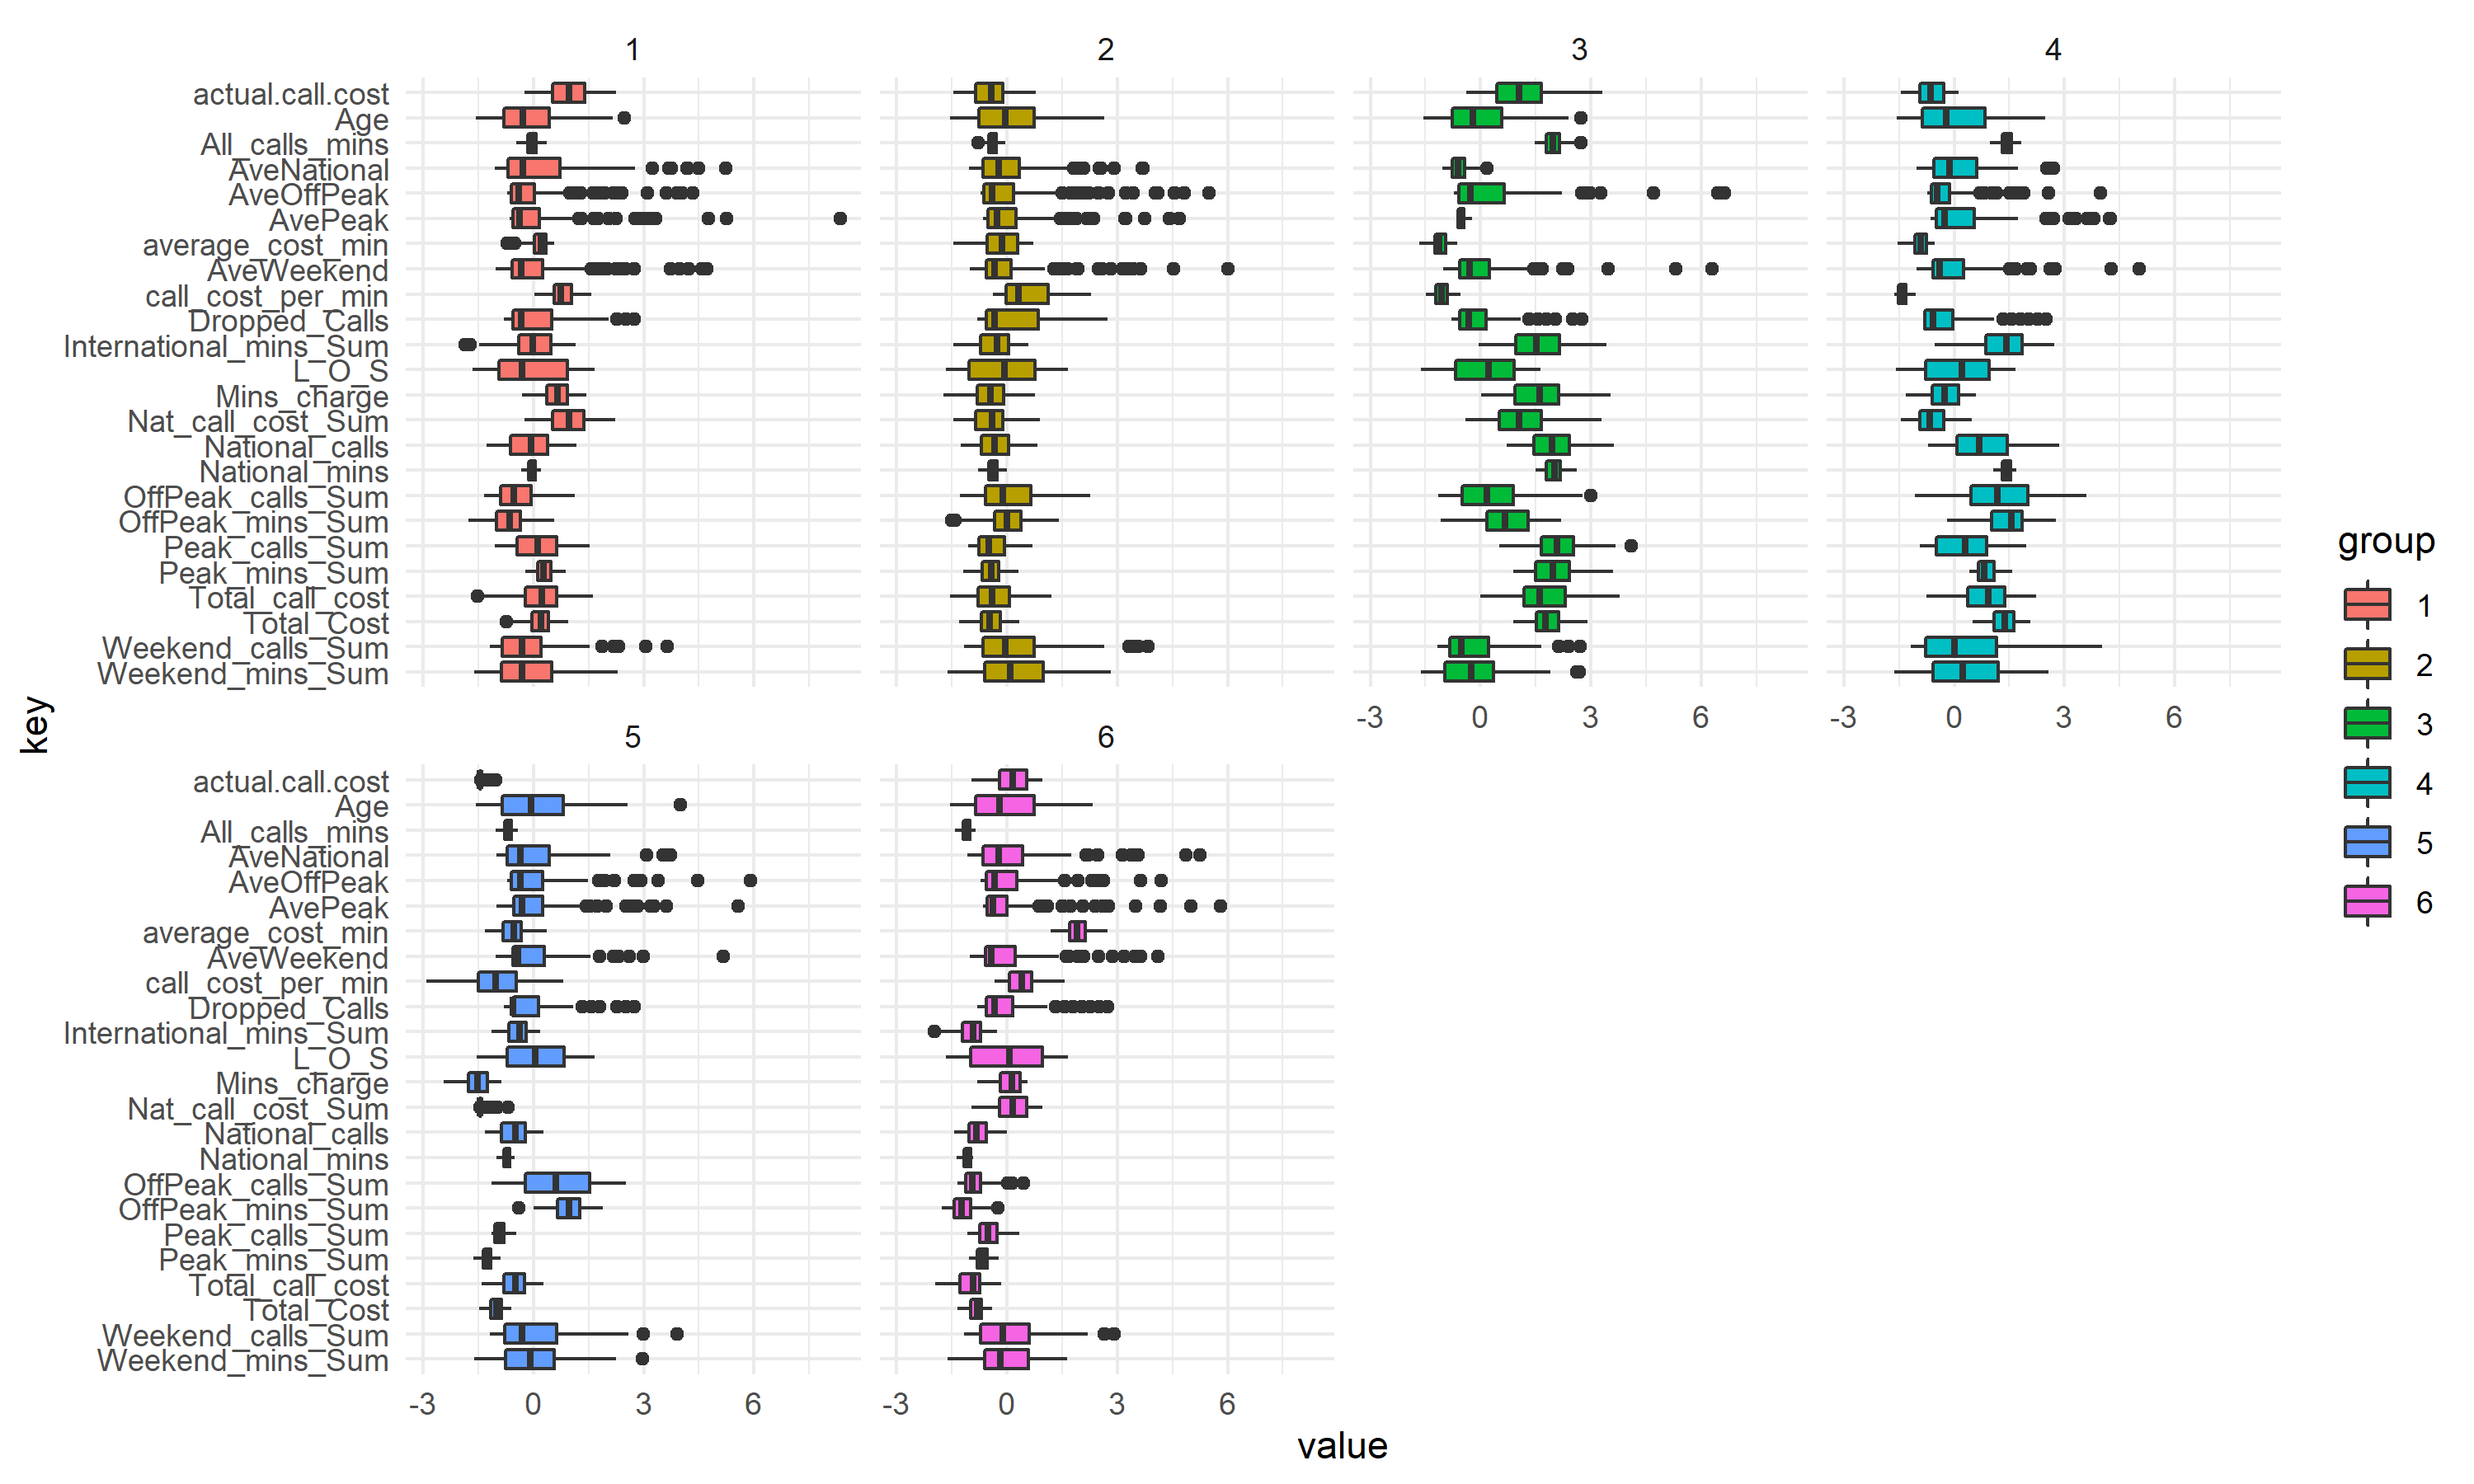 1 2 3 4
actual.call.cost
Age
All_calls_mins
AveNational
AveOffPeak
AvePeak
average_cost_min
AveWeekend
call_cost_per_min
Dropped_Calls
International_mins_Sum
L_O_S
Mins_charge
Nat_call_cost_Sum
National_calls
National_mins
OffPeak_calls_Sum
OffPeak_mins_Sum
Peak_calls_Sum
Peak_mins_Sum
Total_call_cost
Total_Cost
Weekend_calls_Sum
Weekend_mins_Sum
-3 0 3 6 -3 0 3 6
5 6
actual.call.cost
Age
All_calls_mins
AveNational
AveOffPeak
AvePeak
average_cost_min
AveWeekend
call_cost_per_min
Dropped_Calls
International_mins_Sum
L_O_S
Mins_charge
Nat_call_cost_Sum
National_calls
National_mins
OffPeak_calls_Sum
OffPeak_mins_Sum
Peak_calls_Sum
Peak_mins_Sum
Total_call_cost
Total_Cost
Weekend_calls_Sum
Weekend_mins_Sum
-3 0 3 6 -3 0 3 6
value
key
group
1
2
3
4
5
6